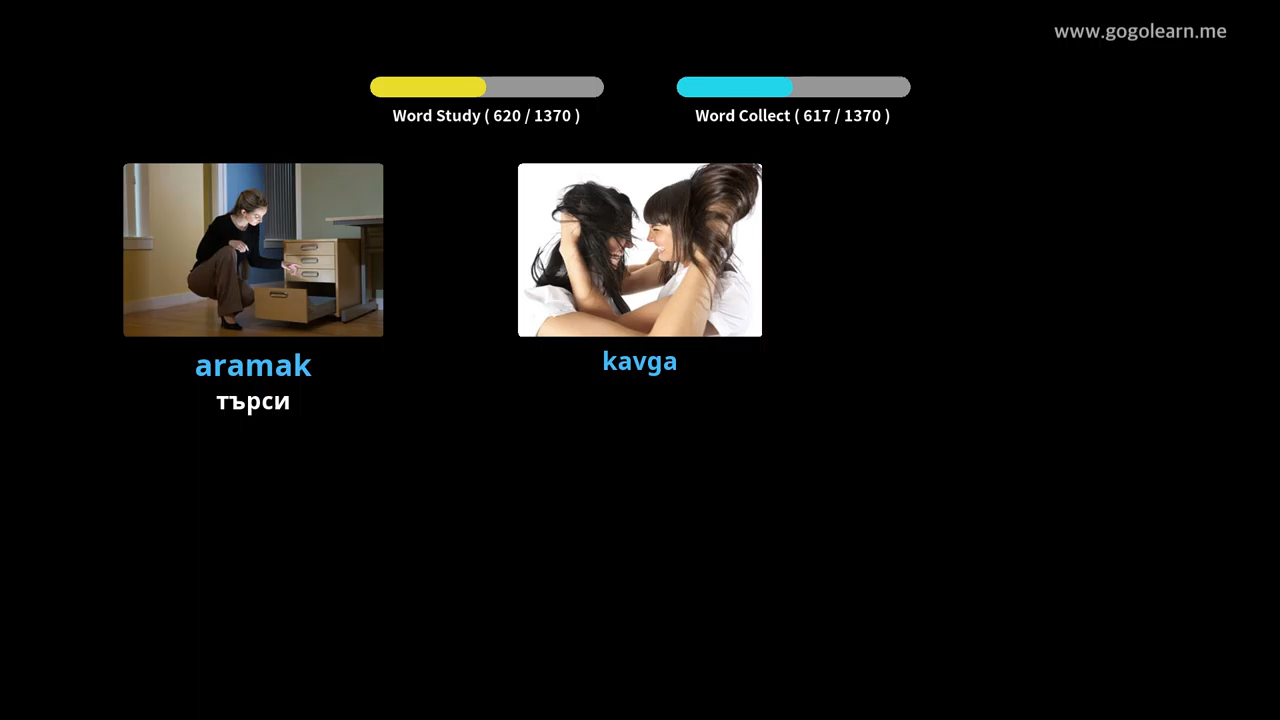 www.gogolearn.me
Word Study ( 620 / 1370 )
Word Collect ( 617 / 1370 )
aramak
търси
kavga